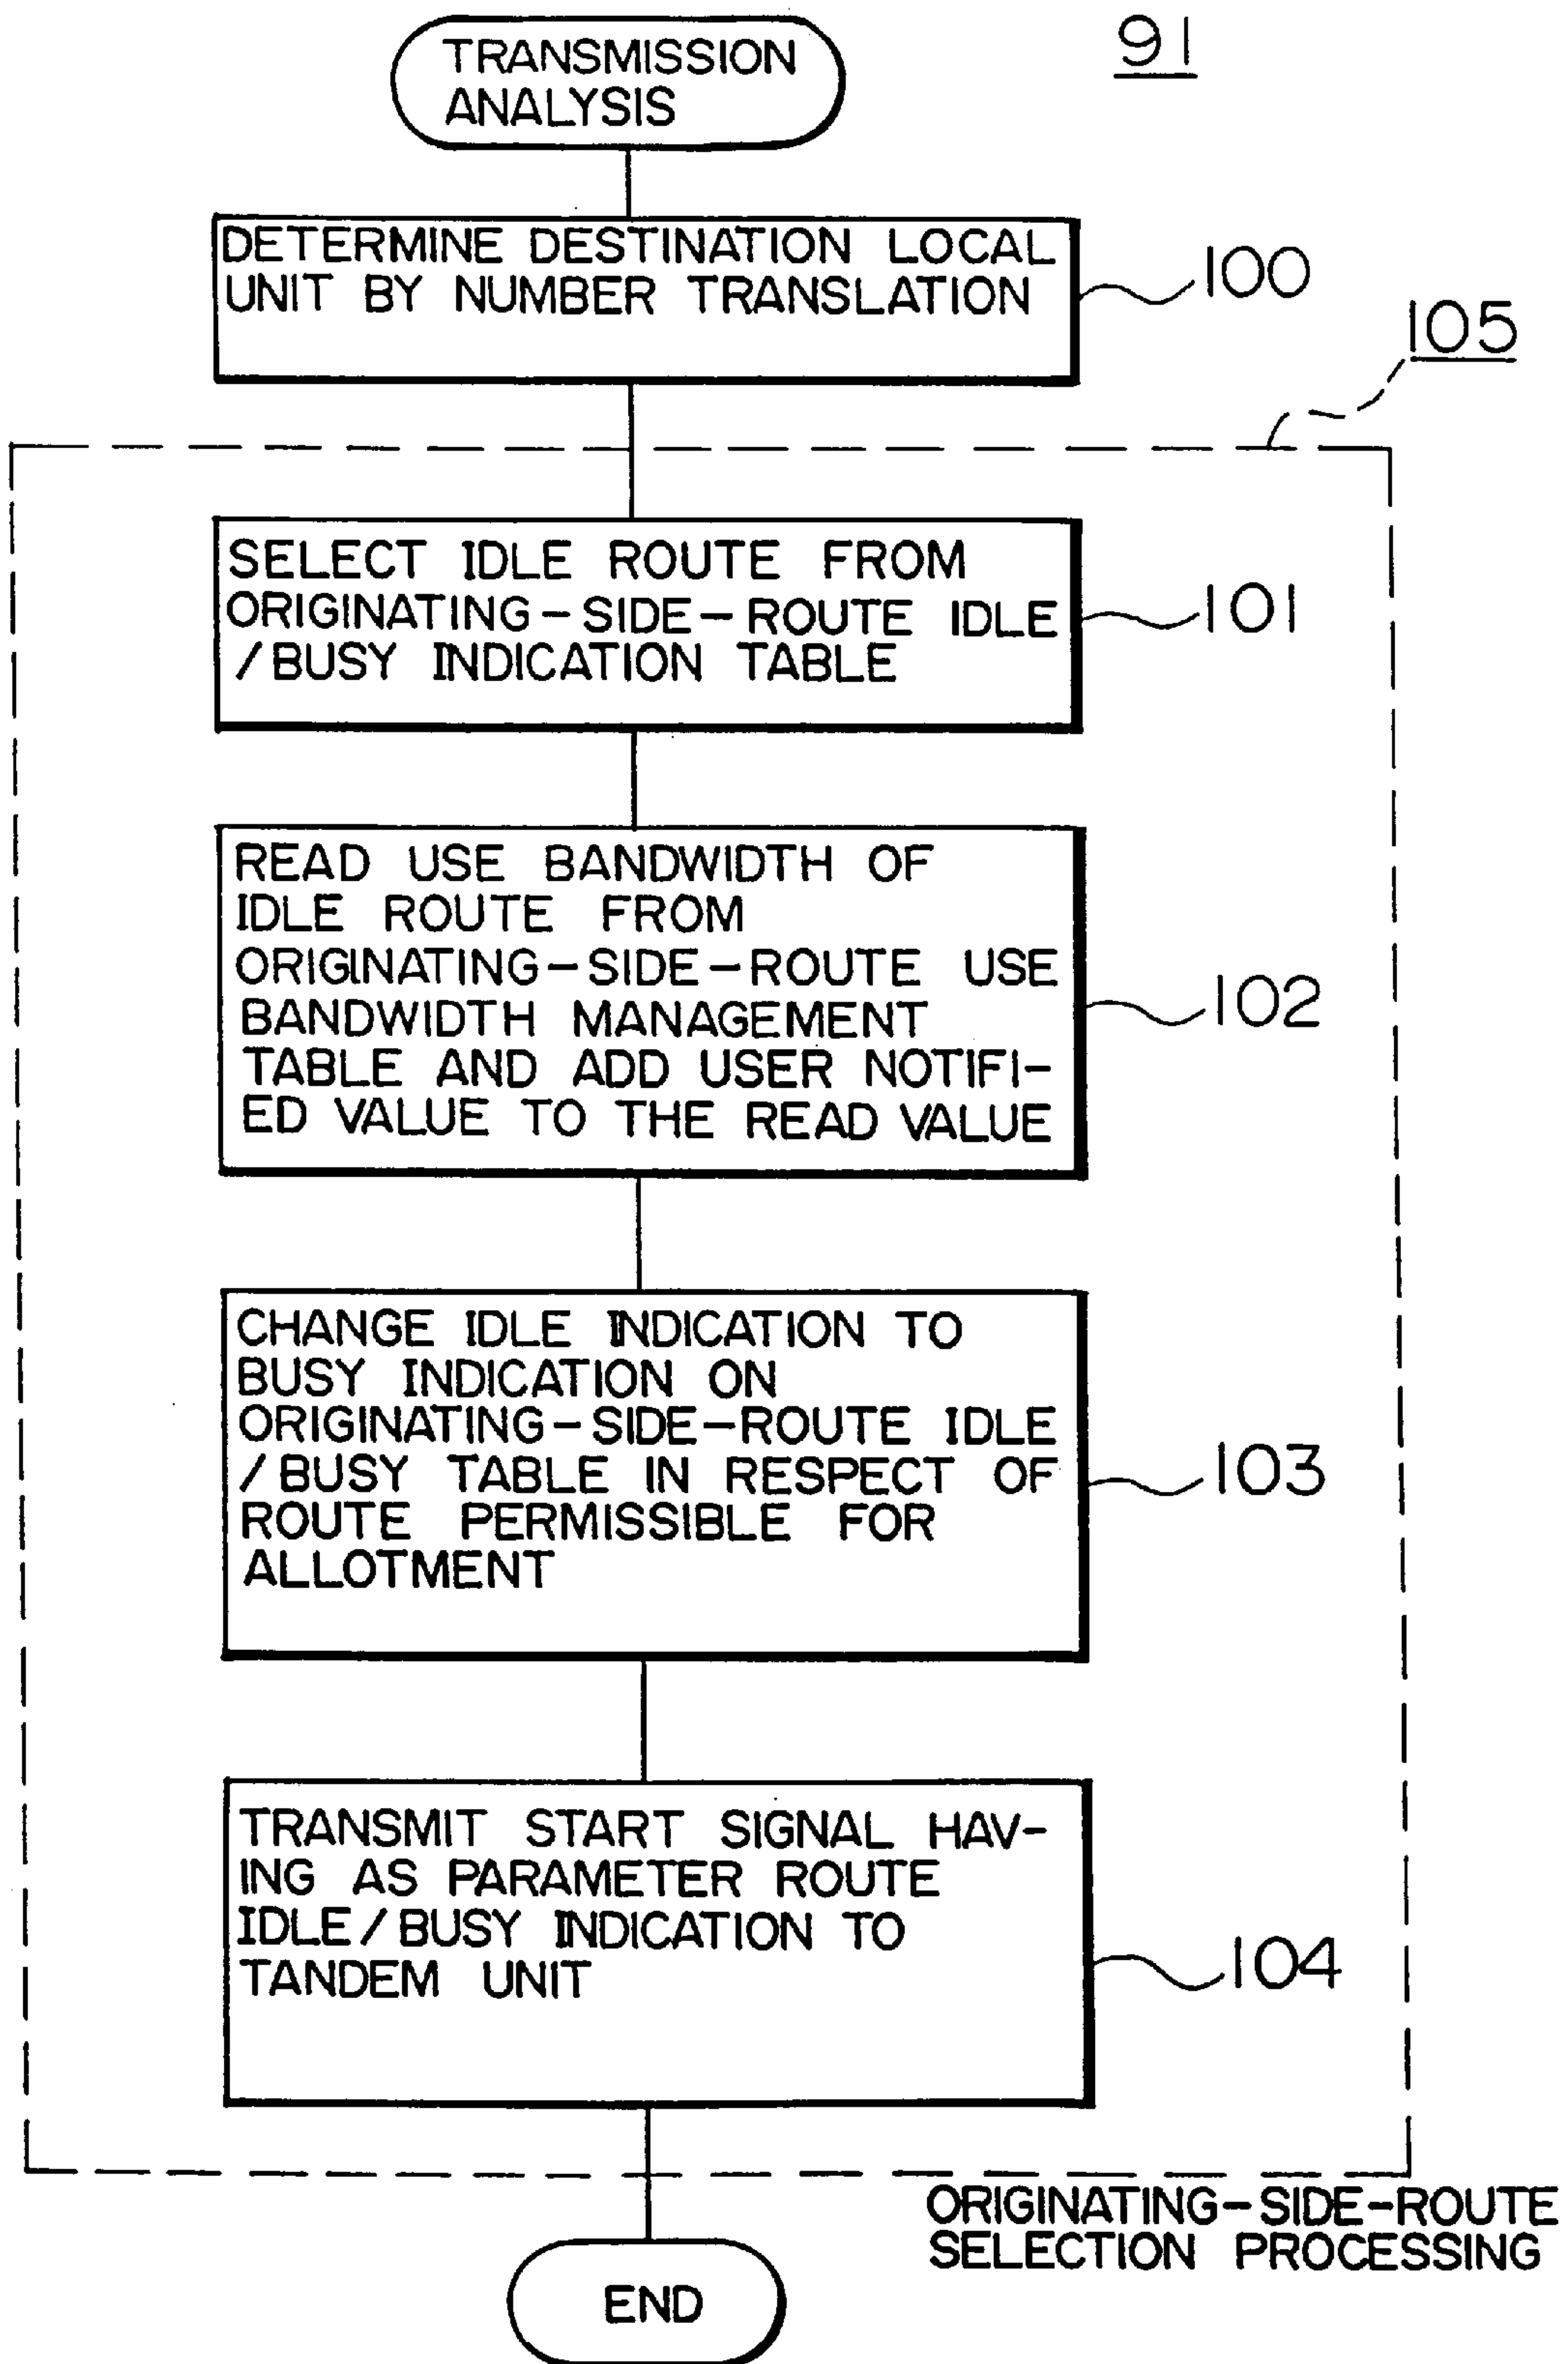 91
TRANSMISSION
ANALYSIS
DETERMINE DESTINATION LOCAL
UNIT BY NUMBER TRANSLATION
100
105
SELECT IDLE ROUTE FROM
ORIGINATING-SIDE-ROUTE IDLE
/BUSY INDICATION TABLE
101
READ USE BANDWIDTH OF
IDLE ROUTE FROM
ORIGINATING-SIDE-ROUTE USE
BANDWIDTH MANAGEMENT
TABLE AND ADD USER NOTIFI-
ED VALUE TO THE READ VALUE
102
CHANGE IDLE INDICATION TO
BUSY INDICATION ON
ORIGINATING-SIDE-ROUTE IDLE
/BUSY TABLE IN RESPECT OF
ROUTE PERMISSIBLE FOR
ALLOTMENT
103
TRANSMIT START SIGNAL HAV-
ING AS PARAMETER ROUTE
IDLE/BUSY INDICATION TO
TANDEM UNIT
104
ORIGINATING-SIDE-ROUTE
SELECTION PROCESSING
END